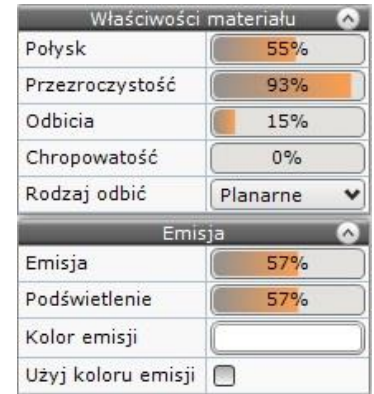 Właściwości materiału
Połysk 55%
Przezroczystość 93%
Odbicia 15%
Chropowatość 0%
Rodzaj odbić Planarne
Emisja
Emisja 57%
Podświetlenie 57%
Kolor emisji
Użyj koloru emisji